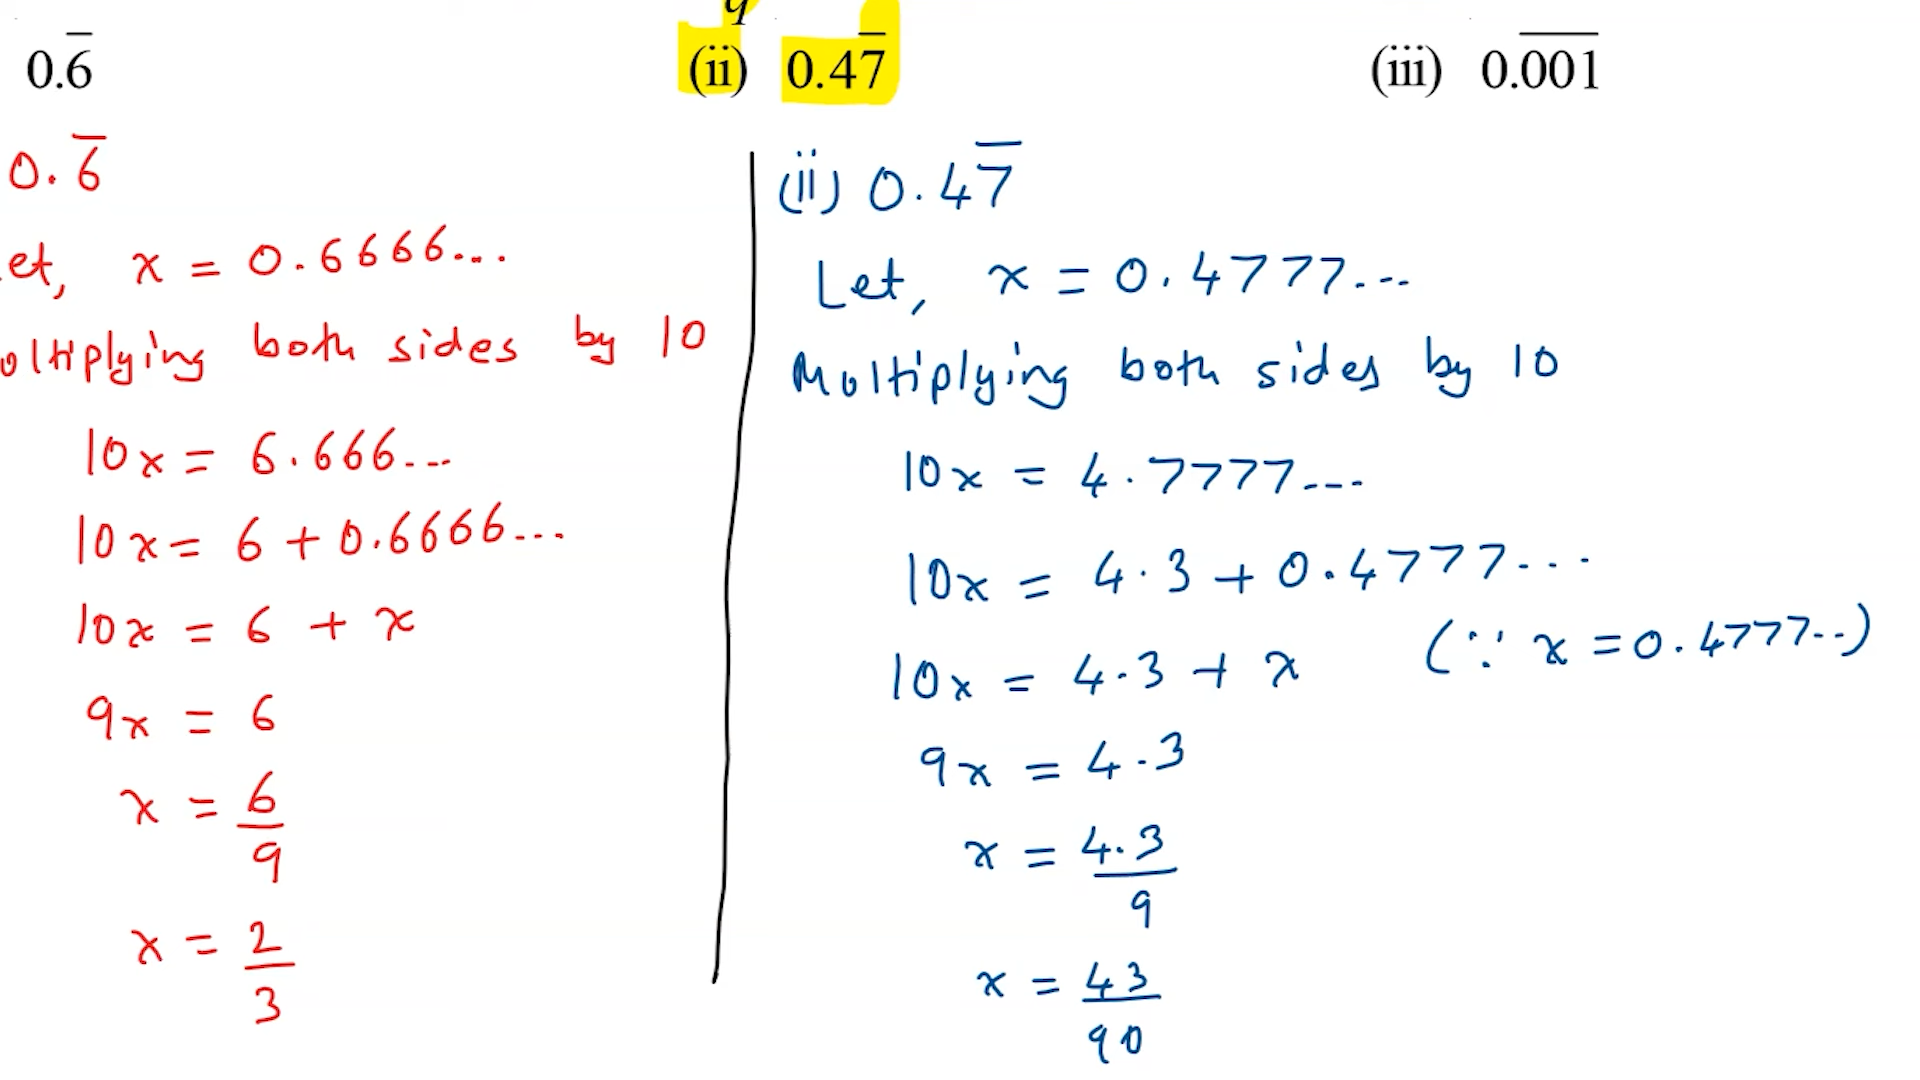 q
0.6̅
(ii) 0.47̅
(iii) 0.0̅0̅1̅
0.6̅
et, x = 0.6666...
ultiplying both sides by 10
10x = 6.666...
10x = 6 + 0.6666...
10x = 6 + x
9x = 6
x = 6/9
x = 2/3
(ii) 0.47̅
Let, x = 0.4777...
Multiplying both sides by 10
10x = 4.7777...
10x = 4.3 + 0.4777...
10x = 4.3 + x (∵ x = 0.4777..)
9x = 4.3
x = 4.3/9
x = 43/90